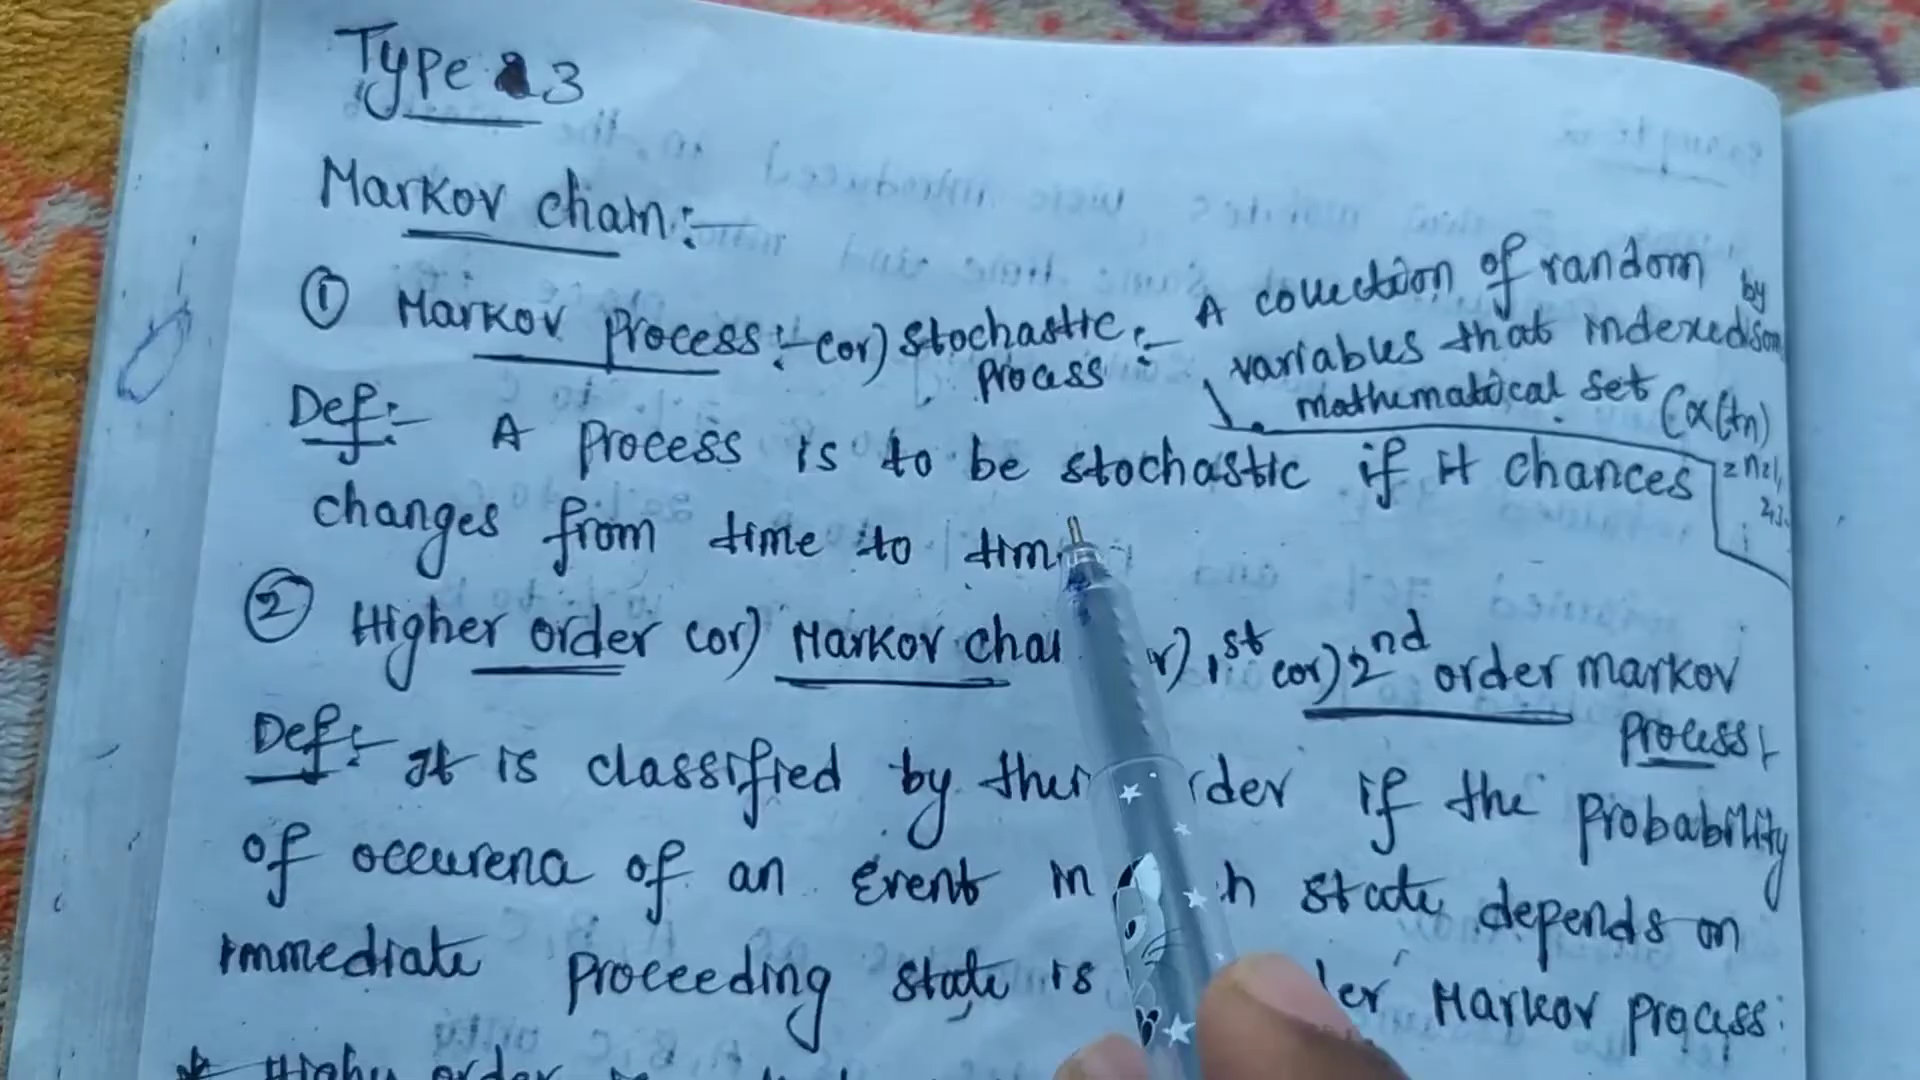 Type 3
Markov chain:-
① Markov Process:- (or) Stochastic Process :- A collection of random
variables that indexed by
mathematical set (x(tn)
= n=1,
Def:- A process is to be stochastic if it chances
changes from time to tim
② Higher order (or) Markov chai 1st (or) 2nd order markov
process:-
Def:- It is classified by if the probability
of occurena of an Event in state depends on
immediate proceeding state is Markov process:
* order